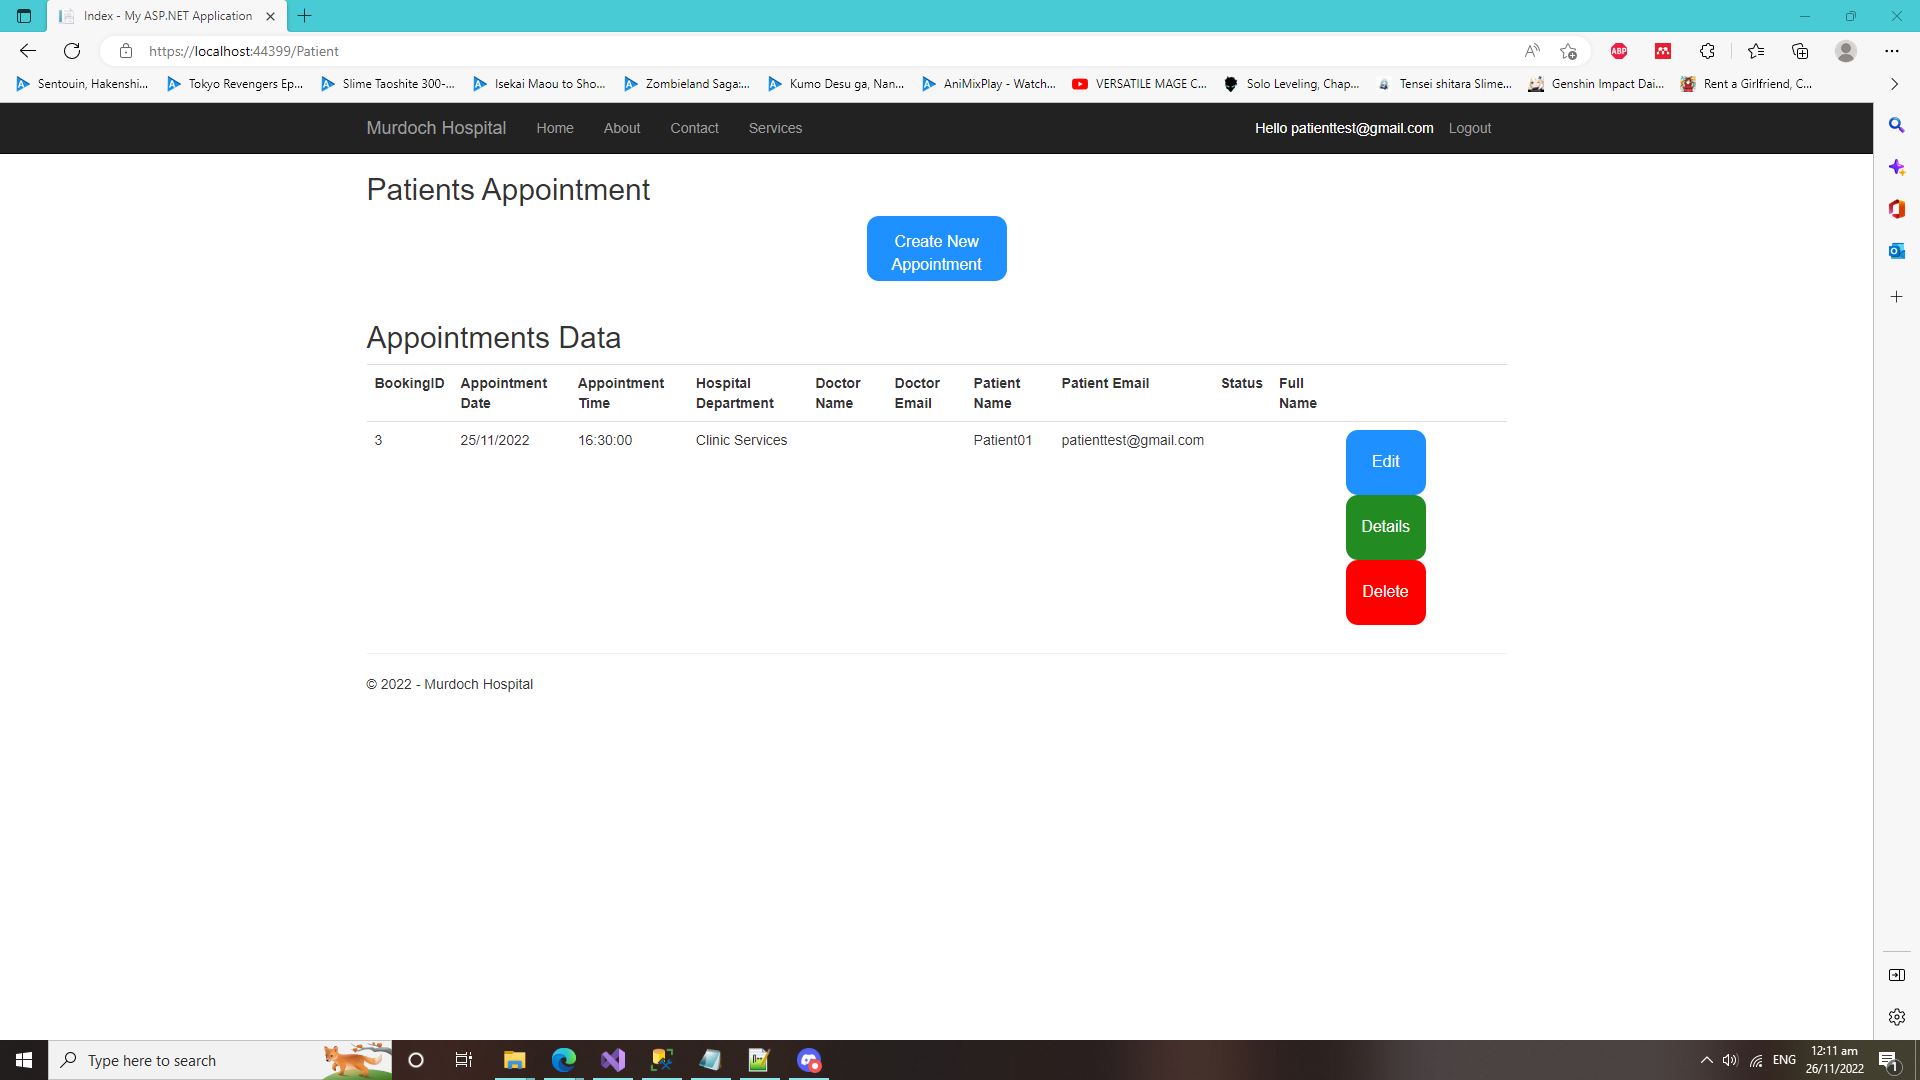 Index - My ASP.NET Application
https://localhost:44399/Patient
Sentouin, Hakenshi... Tokyo Revengers Ep... Slime Taoshite 300-... Isekai Maou to Sho... Zombieland Saga:... Kumo Desu ga, Nan... AniMixPlay - Watch... VERSATILE MAGE C... Solo Leveling, Chap... Tensei shitara Slime... Genshin Impact Dai... Rent a Girlfriend, C...
Murdoch Hospital Home About Contact Services Hello patienttest@gmail.com Logout
Patients Appointment
Create New
Appointment
Appointments Data
BookingID Appointment Date Appointment Time Hospital Department Doctor Name Doctor Email Patient Name Patient Email Status Full Name
3 25/11/2022 16:30:00 Clinic Services Patient01 patienttest@gmail.com
Edit
Details
Delete
© 2022 - Murdoch Hospital
Type here to search
ENG
12:11 am
26/11/2022
1
ABP